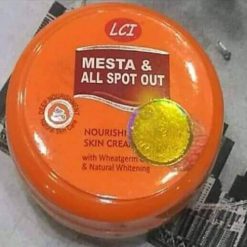 LCI
MESTA &
ALL SPOT OUT
NOURISHI
SKIN CREA
with Wheatgerm
& Natural Whitening